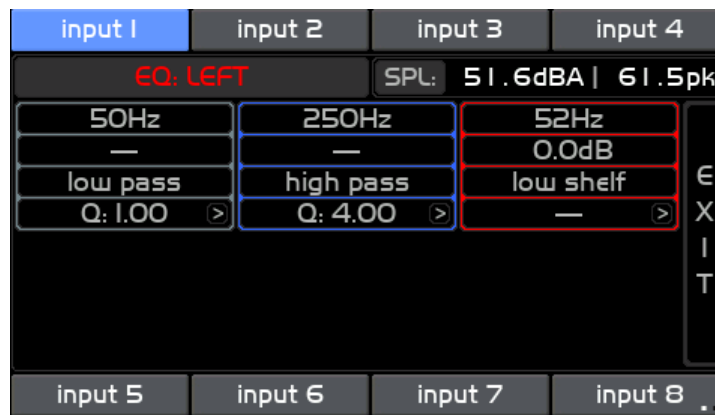 input 1 input 2 input 3 input 4
EQ: LEFT SPL: 51.6dBA | 61.5pk
50Hz 250Hz 52Hz
— — 0.0dB
low pass high pass low shelf
Q: 1.00 > Q: 4.00 > — >
EXIT
input 5 input 6 input 7 input 8